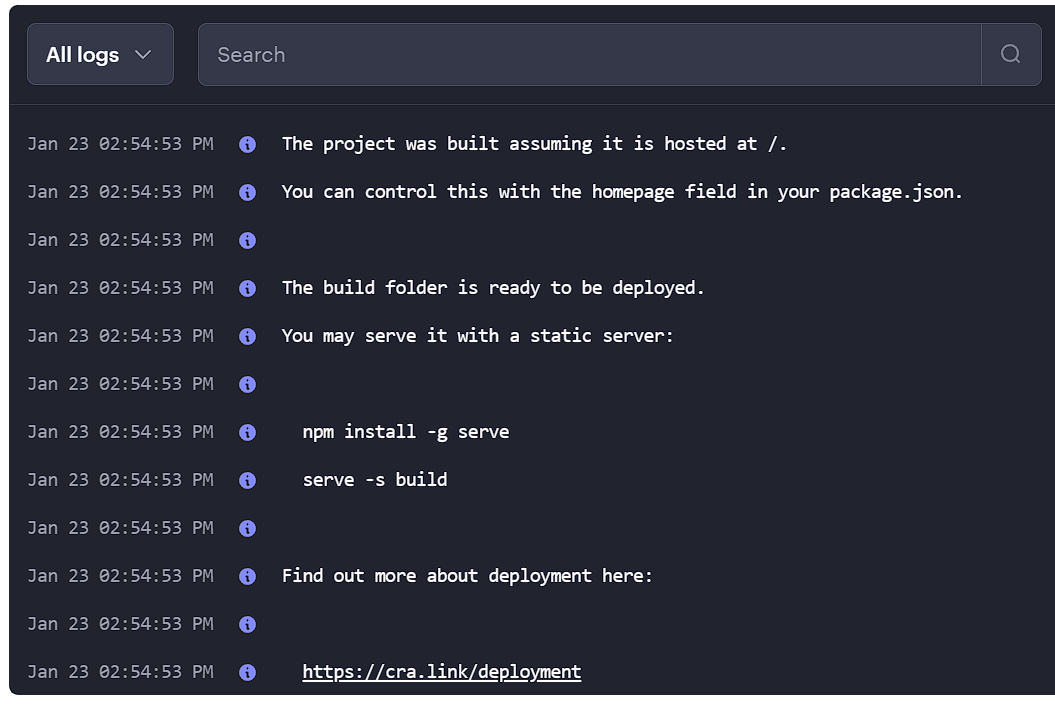 All logs
Search
Jan 23 02:54:53 PM The project was built assuming it is hosted at /.
Jan 23 02:54:53 PM You can control this with the homepage field in your package.json.
Jan 23 02:54:53 PM
Jan 23 02:54:53 PM The build folder is ready to be deployed.
Jan 23 02:54:53 PM You may serve it with a static server:
Jan 23 02:54:53 PM
Jan 23 02:54:53 PM npm install -g serve
Jan 23 02:54:53 PM serve -s build
Jan 23 02:54:53 PM
Jan 23 02:54:53 PM Find out more about deployment here:
Jan 23 02:54:53 PM
Jan 23 02:54:53 PM https://cra.link/deployment